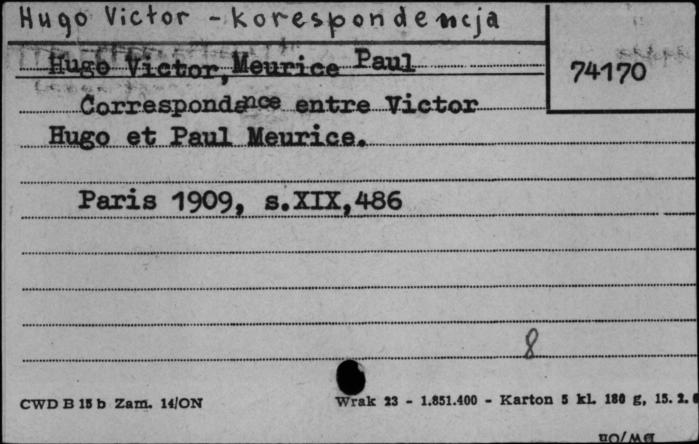 Hugo Victor - korespondencja
Hugo Victor, Meurice Paul
74170
Correspondance entre Victor
Hugo et Paul Meurice.
Paris 1909, s.XIX,486
8
CWD B 15 b Zam. 14/ON
Wrak 23 - 1.851.400 - Karton 5 kl. 180 g, 15. 2. 6